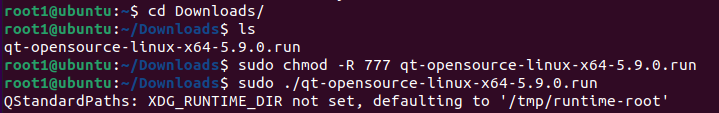 root1@ubuntu:~$ cd Downloads/
root1@ubuntu:~/Downloads$ ls
qt-opensource-linux-x64-5.9.0.run
root1@ubuntu:~/Downloads$ sudo chmod -R 777 qt-opensource-linux-x64-5.9.0.run
root1@ubuntu:~/Downloads$ sudo ./qt-opensource-linux-x64-5.9.0.run
QStandardPaths: XDG_RUNTIME_DIR not set, defaulting to '/tmp/runtime-root'